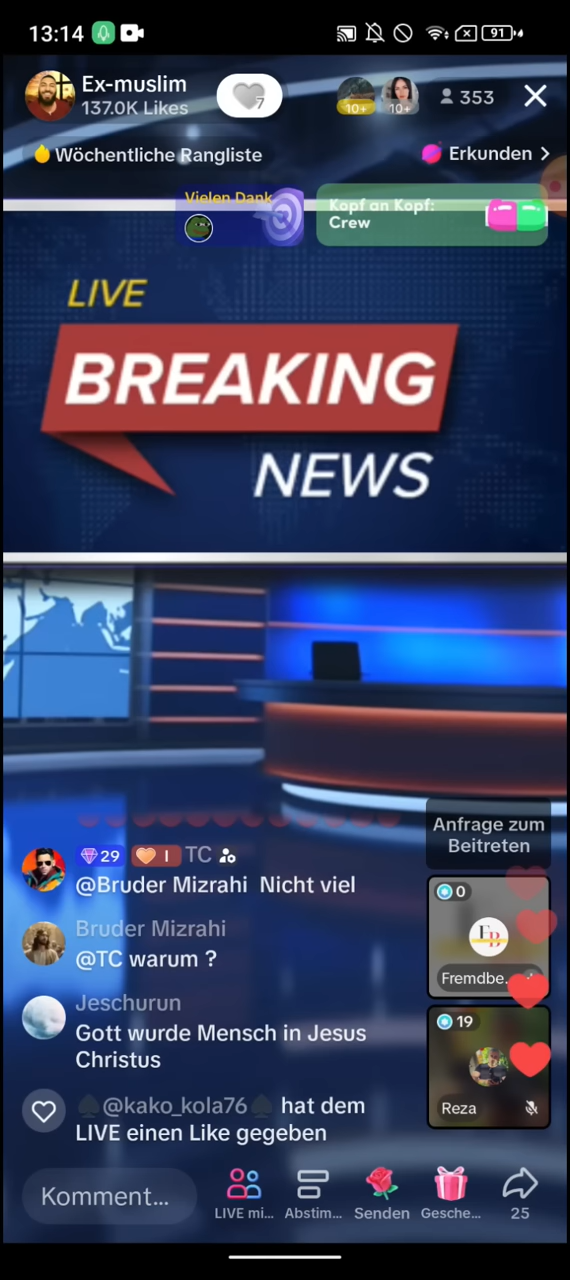 13:14
91
Ex-muslim
137.0K Likes
7
10+
10+
353
Wöchentliche Rangliste
Erkunden
Vielen Dank
Kopf an Kopf:
Crew
LIVE
BREAKING
NEWS
Anfrage zum
Beitreten
29 I TC
@Bruder Mizrahi Nicht viel
0
EB
Fremdbe...
Bruder Mizrahi
@TC warum ?
Jeschurun
Gott wurde Mensch in Jesus
Christus
19
Reza
♠@kako_kola76♠ hat dem
LIVE einen Like gegeben
Komment...
LIVE mi...
Abstim...
Senden
Gesche...
25